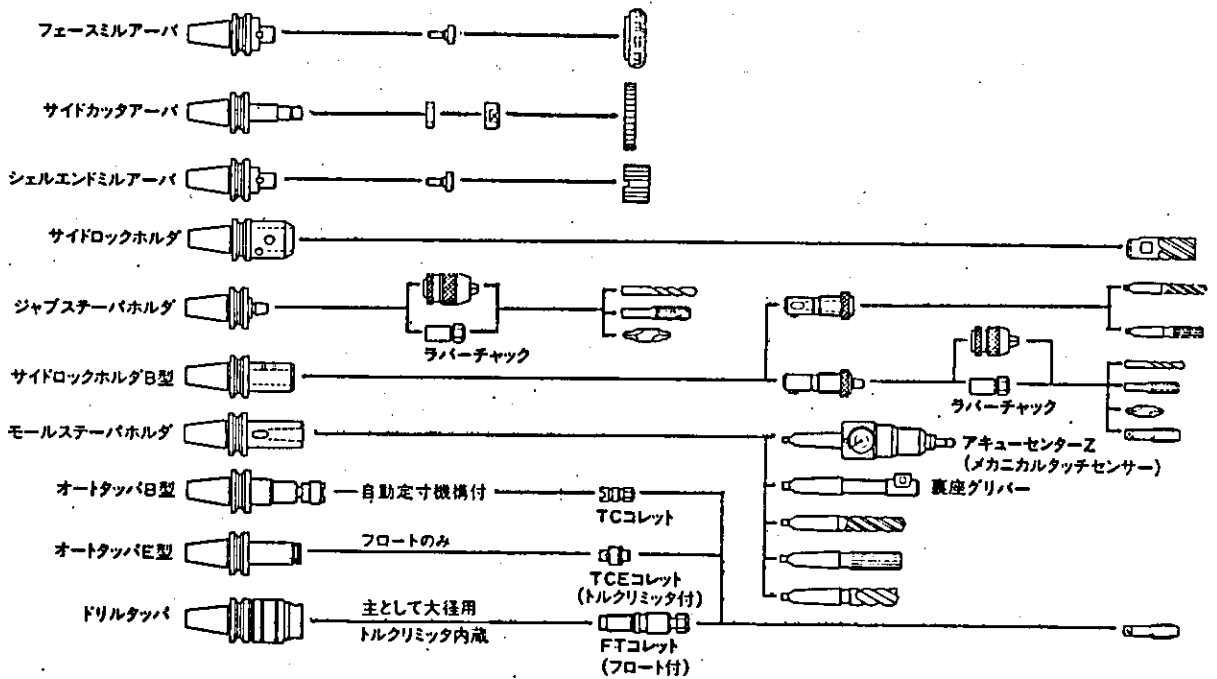 フェースミルアーバ
サイドカッタアーバ
シェルエンドミルアーバ
サイドロックホルダ
ジャブステーパホルダ
ラバーチャック
サイドロックホルダB型
ラバーチャック
モールステーパホルダ
アキューセンターZ
(メカニカルタッチセンサー)
オートタッパB型
自動定寸機構付
TCコレット
裏座グリバー
オートタッパE型
フロートのみ
TCEコレット
(トルクリミッタ付)
ドリルタッパ
主として大径用
トルクリミッタ内蔵
FTコレット
(フロート付)